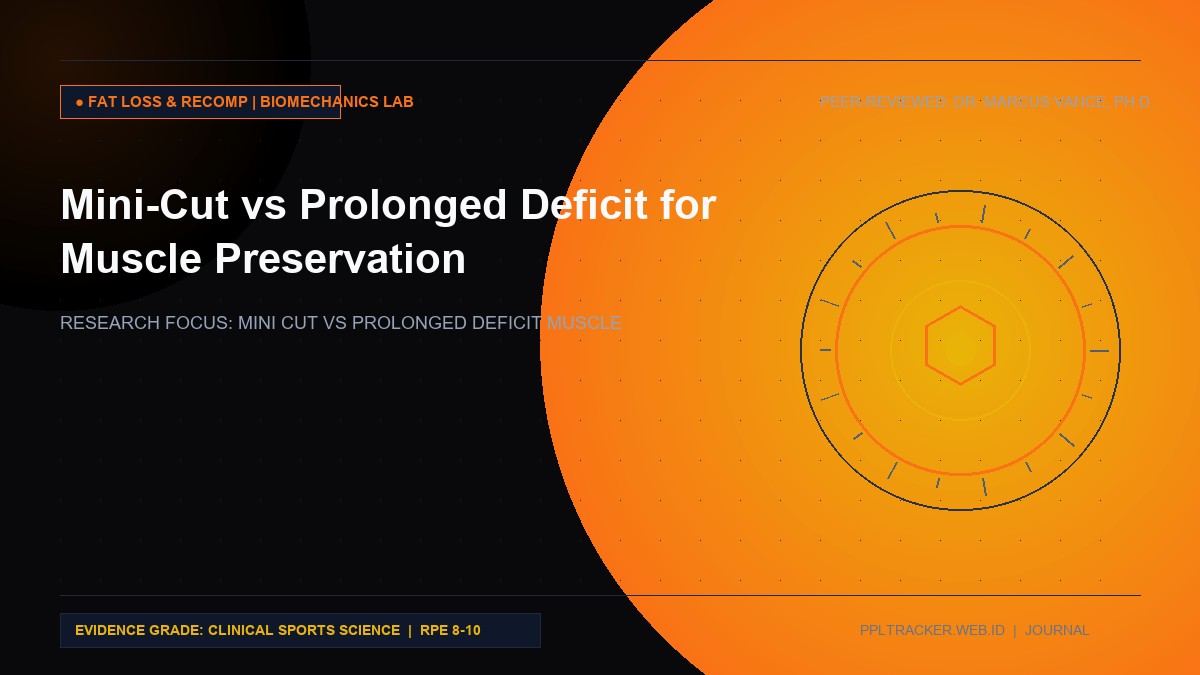 ● FAT LOSS & RECOMP | BIOMECHANICS LAB
PEER-REVIEWED: DR. MARCUS VANCE, PH.D
Mini-Cut vs Prolonged Deficit for
Muscle Preservation
RESEARCH FOCUS: MINI CUT VS PROLONGED DEFICIT MUSCLE
EVIDENCE GRADE: CLINICAL SPORTS SCIENCE | RPE 8-10
PPLTRACKER.WEB.ID | JOURNAL